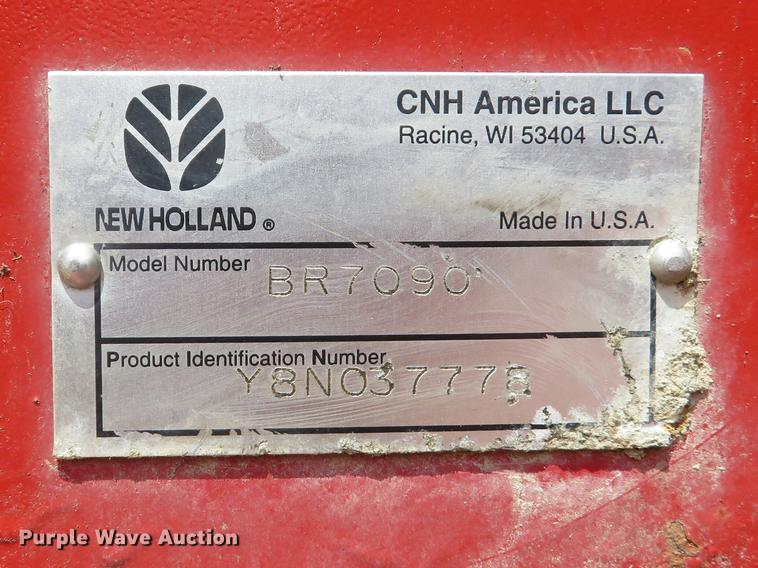 CNH America LLC
Racine, WI 53404 U.S.A.
NEW HOLLAND ®
Made In U.S.A.
Model Number
BR7090
Product Identification Number
Y8N037778
Purple Wave Auction